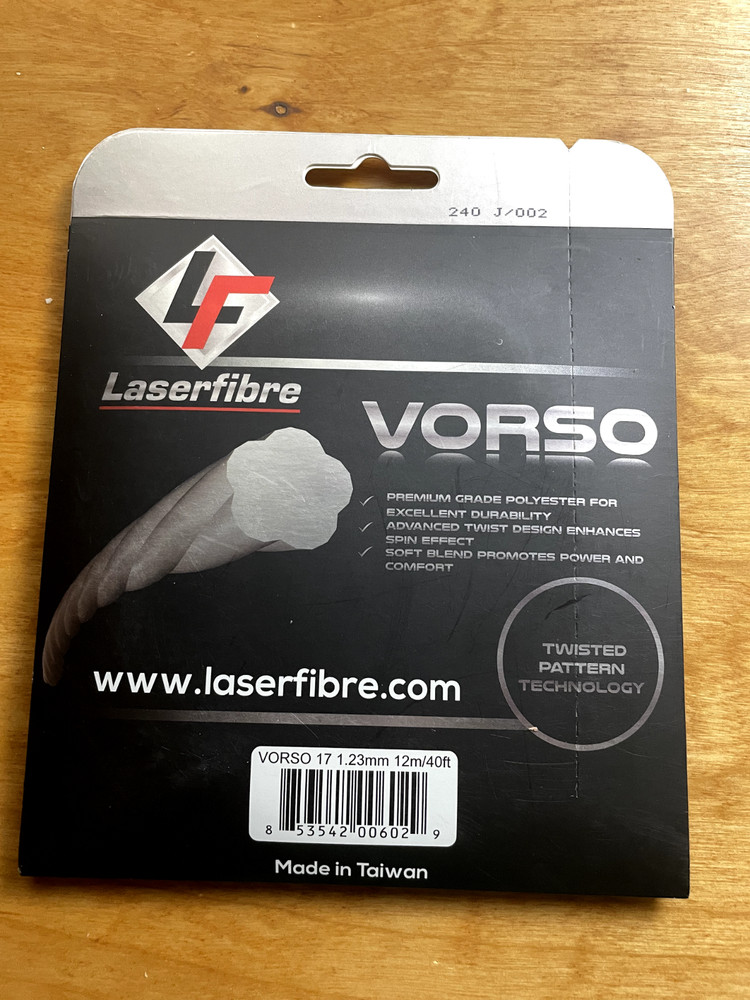 240 J/002
LF
Laserfibre
VORSO
PREMIUM GRADE POLYESTER FOR
EXCELLENT DURABILITY
ADVANCED TWIST DESIGN ENHANCES
SPIN EFFECT
SOFT BLEND PROMOTES POWER AND
COMFORT
TWISTED
PATTERN
TECHNOLOGY
www.laserfibre.com
VORSO 17 1.23mm 12m/40ft
8 53542 00602 9
Made in Taiwan